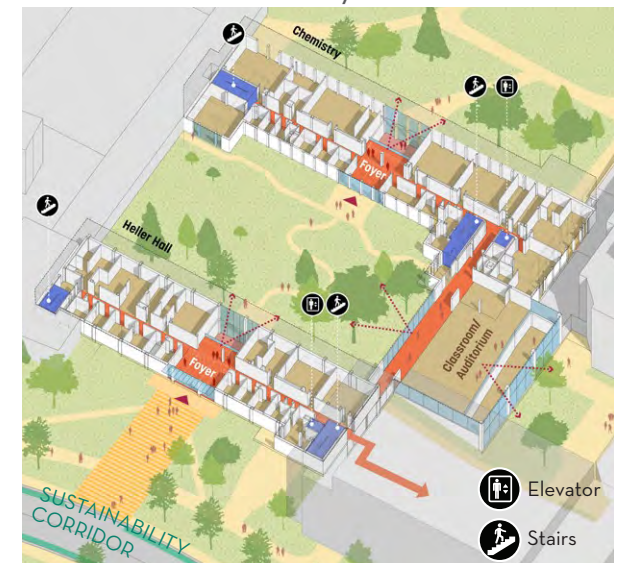 Chemistry
Foyer
Heller Hall
Foyer
Classroom/
Auditorium
SUSTAINABILITY
CORRIDOR
Elevator
Stairs